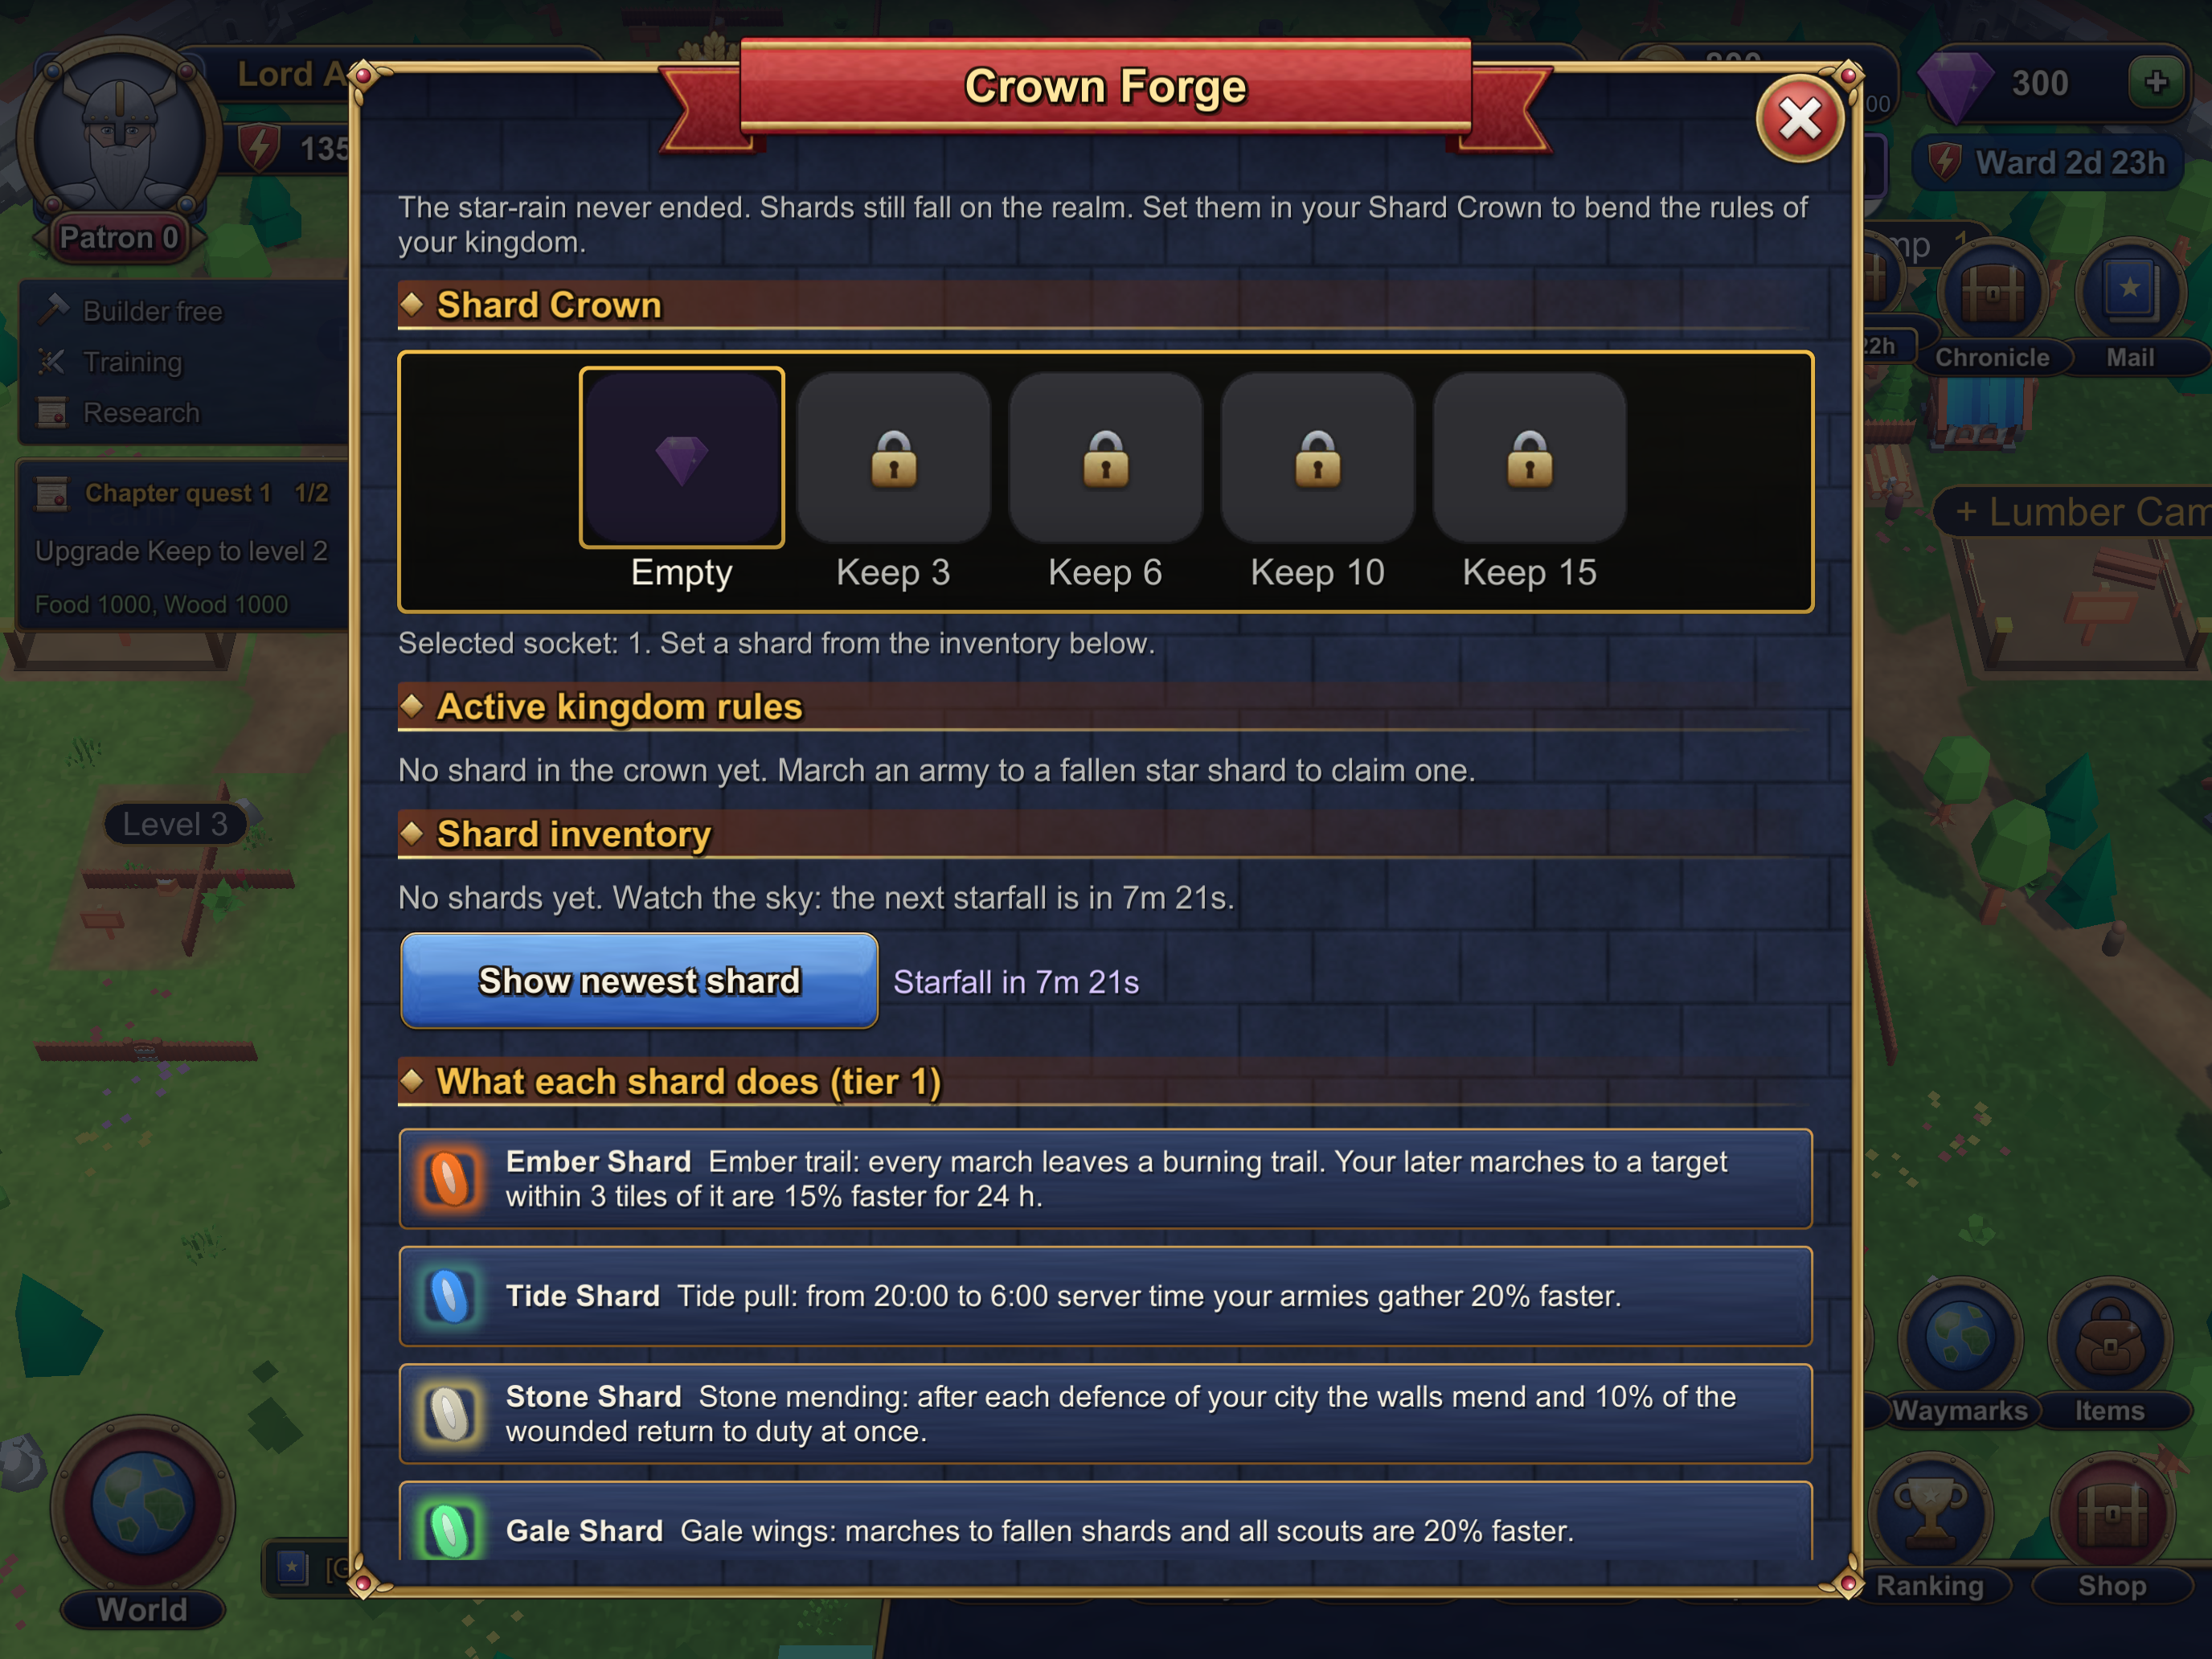 Crown Forge
Lord A
135
Patron 0
300
Ward 2d 23h
The star-rain never ended. Shards still fall on the realm. Set them in your Shard Crown to bend the rules of
your kingdom.
Shard Crown
Builder free
Training
Research
22h
Chronicle
Mail
Chapter quest 1 1/2
Upgrade Keep to level 2
Food 1000, Wood 1000
+ Lumber Cam
Empty
Keep 3
Keep 6
Keep 10
Keep 15
Selected socket: 1. Set a shard from the inventory below.
Active kingdom rules
No shard in the crown yet. March an army to a fallen star shard to claim one.
Level 3
Shard inventory
No shards yet. Watch the sky: the next starfall is in 7m 21s.
Show newest shard
Starfall in 7m 21s
What each shard does (tier 1)
Ember Shard Ember trail: every march leaves a burning trail. Your later marches to a target
within 3 tiles of it are 15% faster for 24 h.
Tide Shard Tide pull: from 20:00 to 6:00 server time your armies gather 20% faster.
Stone Shard Stone mending: after each defence of your city the walls mend and 10% of the
wounded return to duty at once.
Gale Shard Gale wings: marches to fallen shards and all scouts are 20% faster.
Waymarks
Items
World
Ranking
Shop